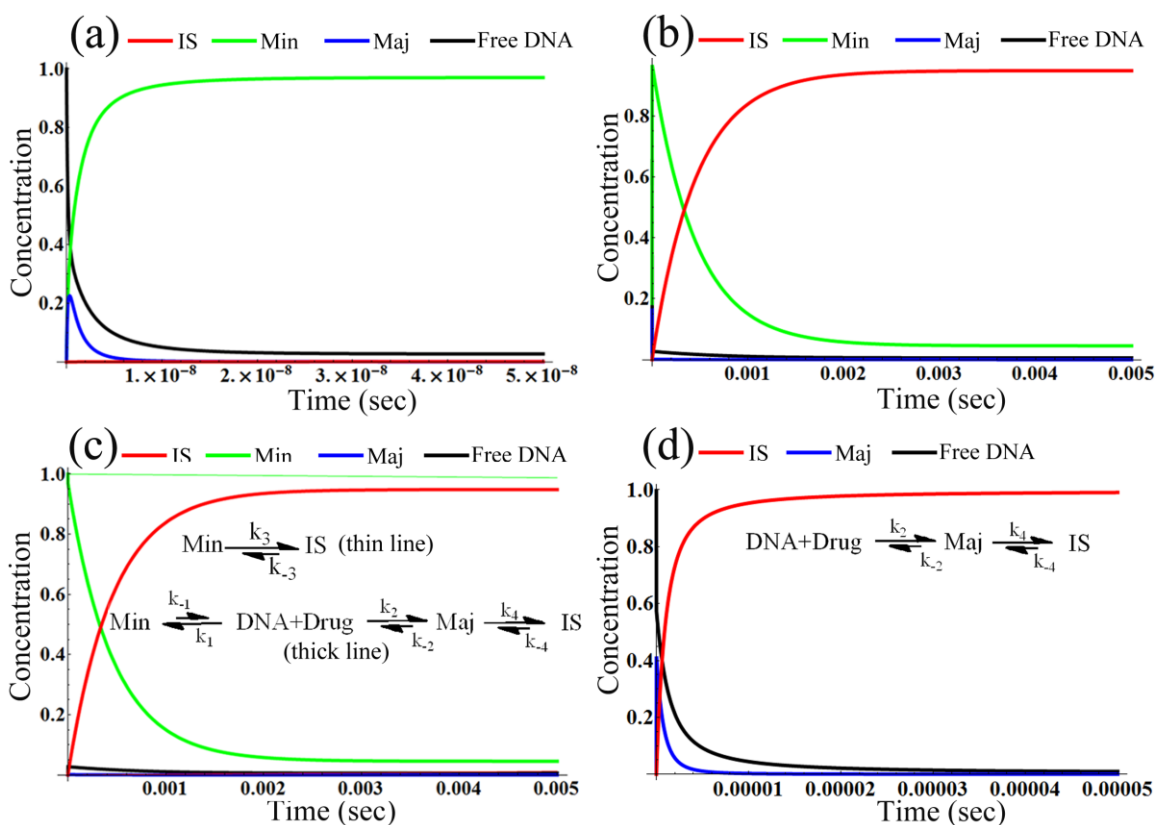 (a)
IS Min Maj Free DNA
1.0
0.8
0.6
0.4
0.2
Concentration
1.×10⁻⁸ 2.×10⁻⁸ 3.×10⁻⁸ 4.×10⁻⁸ 5.×10⁻⁸
Time (sec)
(b)
IS Min Maj Free DNA
0.8
0.6
0.4
0.2
Concentration
0.001 0.002 0.003 0.004 0.005
Time (sec)
(c)
IS Min Maj Free DNA
1.0
0.8
0.6
0.4
0.2
Concentration
k₃
Min IS (thin line)
k₋₃
k₋₁ k₂ k₄
Min DNA+Drug Maj IS
k₁ (thick line) k₋₂ k₋₄
0.001 0.002 0.003 0.004 0.005
Time (sec)
(d)
IS Maj Free DNA
1.0
0.8
0.6
0.4
0.2
Concentration
k₂ k₄
DNA+Drug Maj IS
k₋₂ k₋₄
0.00001 0.00002 0.00003 0.00004 0.00005
Time (sec)